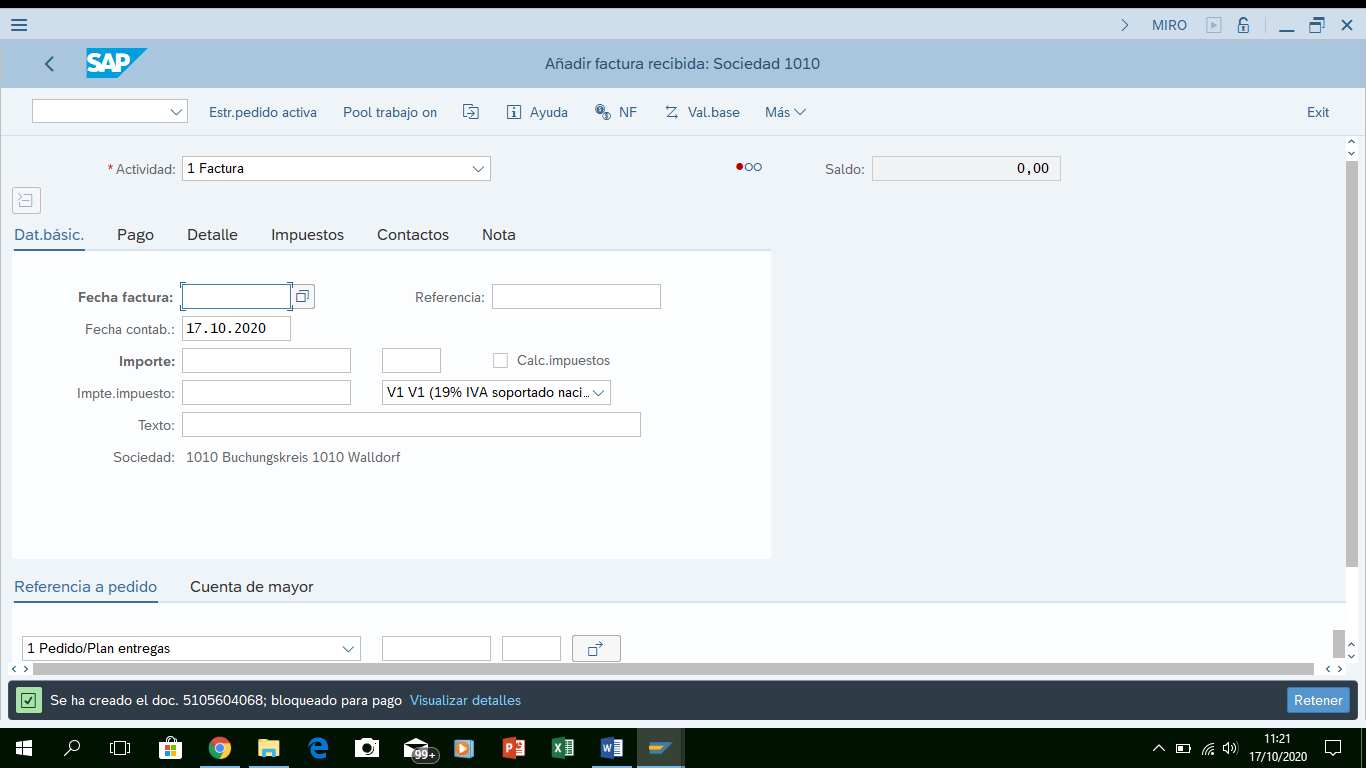 MIRO
SAP
Añadir factura recibida: Sociedad 1010
Estr.pedido activa Pool trabajo on Ayuda NF Val.base Más Exit
* Actividad: 1 Factura Saldo: 0,00
Dat.básic. Pago Detalle Impuestos Contactos Nota
Fecha factura: Referencia:
Fecha contab.: 17.10.2020
Importe: Calc.impuestos
Impte.impuesto: V1 V1 (19% IVA soportado naci...
Texto:
Sociedad: 1010 Buchungskreis 1010 Walldorf
Referencia a pedido Cuenta de mayor
1 Pedido/Plan entregas
Se ha creado el doc. 5105604068; bloqueado para pago Visualizar detalles Retener
99+
11:21
17/10/2020